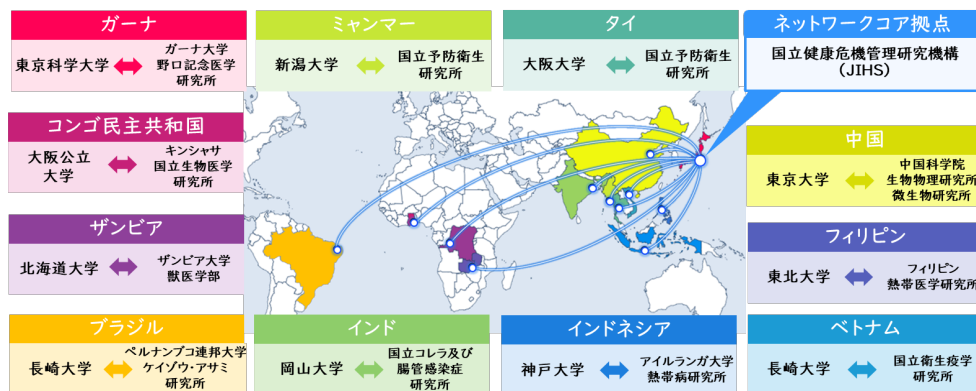 ガーナ
東京科学大学
ガーナ大学
野口記念医学
研究所
ミャンマー
新潟大学
国立予防衛生
研究所
タイ
大阪大学
国立予防衛生
研究所
ネットワークコア拠点
国立健康危機管理研究機構
(JIHS)
コンゴ民主共和国
大阪公立
大学
キンシャサ
国立生物医学
研究所
中国
東京大学
中国科学院
生物物理研究所
微生物研究所
ザンビア
北海道大学
ザンビア大学
獣医学部
フィリピン
東北大学
フィリピン
熱帯医学研究所
ブラジル
長崎大学
ペルナンブコ連邦大学
ケイゾウ・アサミ
研究所
インド
岡山大学
国立コレラ及び
腸管感染症
研究所
インドネシア
神戸大学
アイルランガ大学
熱帯病研究所
ベトナム
長崎大学
国立衛生疫学
研究所